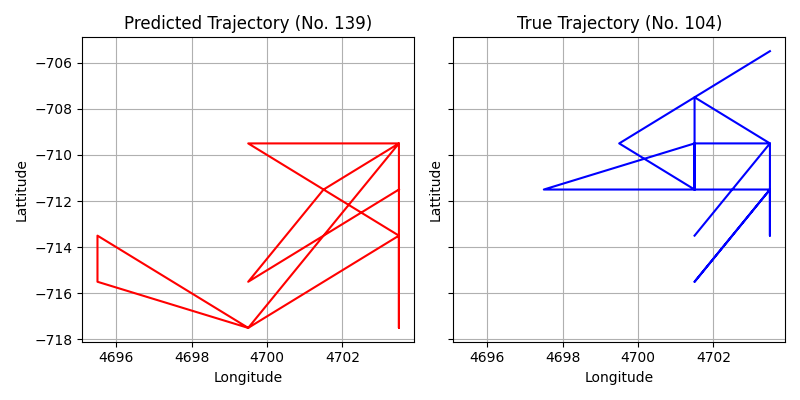 Predicted Trajectory (No. 139)
True Trajectory (No. 104)
Lattitude
−706
−708
−710
−712
−714
−716
−718
4696
4698
4700
4702
Longitude
Lattitude
4696
4698
4700
4702
Longitude